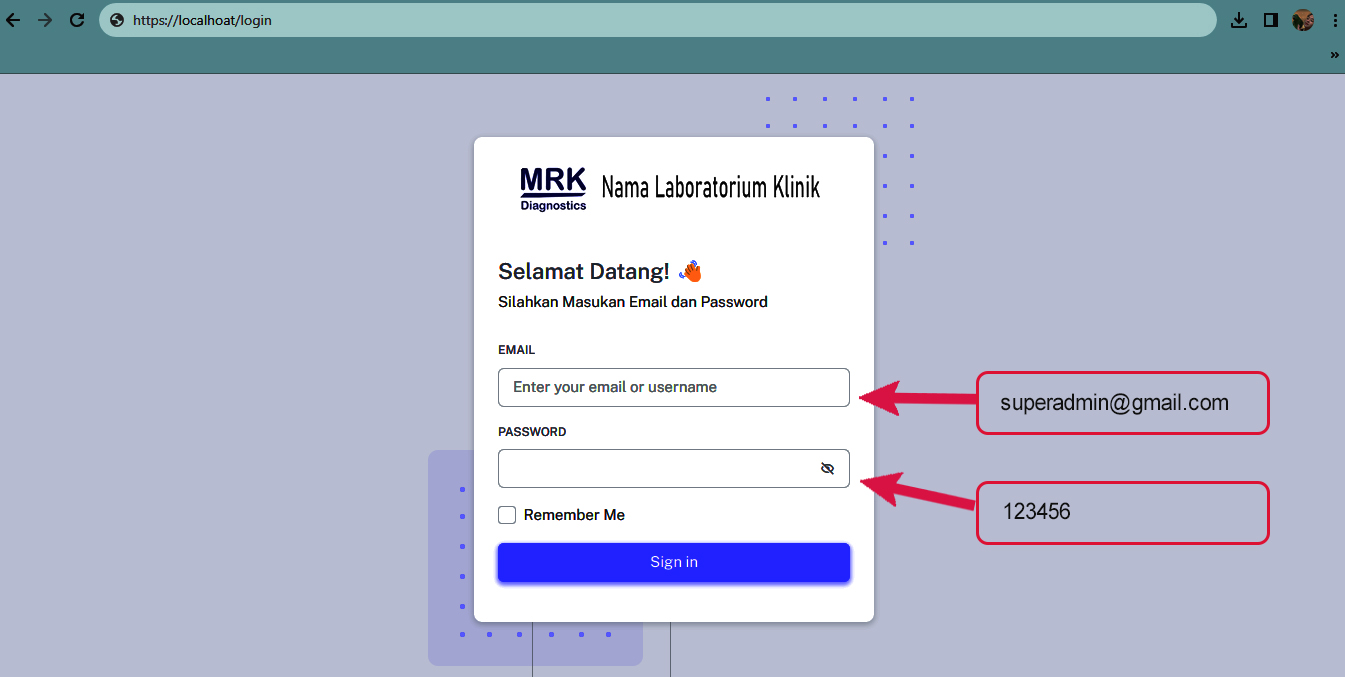 https://localhoat/login
»
MRK
Diagnostics
Nama Laboratorium Klinik
Selamat Datang! 👋
Silahkan Masukan Email dan Password
EMAIL
Enter your email or username
superadmin@gmail.com
PASSWORD
123456
Remember Me
Sign in